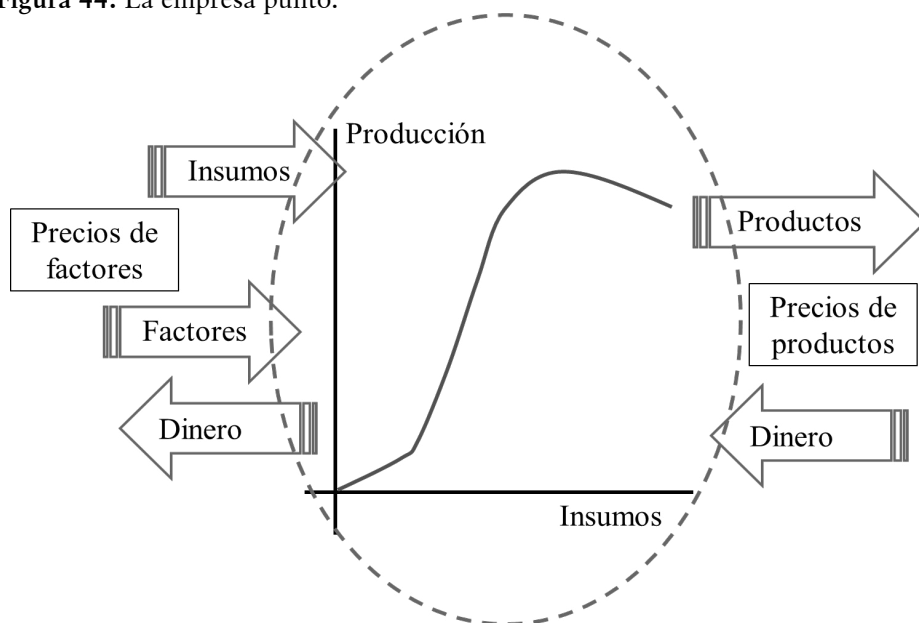 Figura 44. La empresa punto.
Producción
Insumos
Precios de
factores
Factores
Dinero
Productos
Precios de
productos
Dinero
Insumos